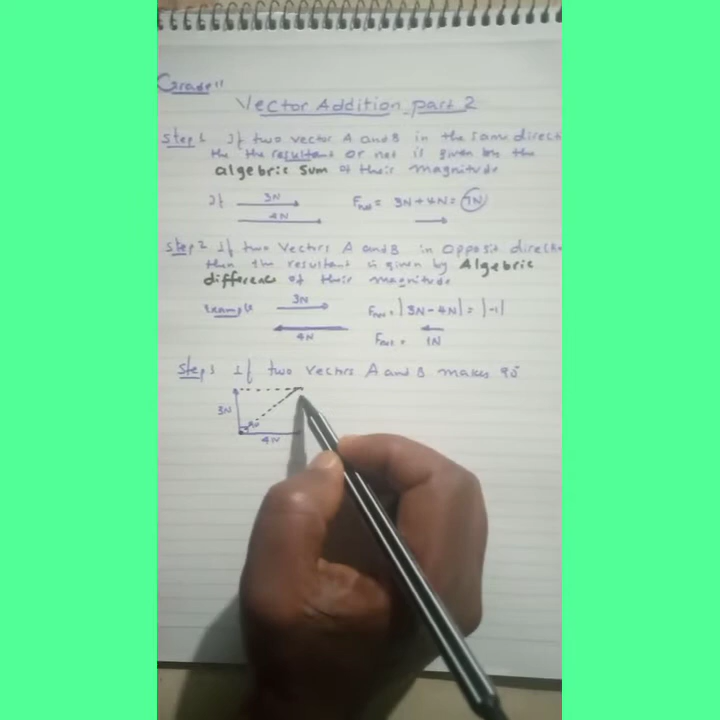 Grade 11
Vector Addition part 2
Step 1 If two vector A and B in the same direct
the the resultant or net is given by the
algebric sum of their magnitude
If 3N
4N
Fnet = 3N + 4N = 7N
Step 2 If two Vectors A and B in opposit direct
then the resultant is given by Algebric
difference of their magnitude
Example 3N
4N
Fnet = |3N - 4N| = |-1|
Fnet = 1N
Step 3 If two Vectors A and B makes 90
3N
4N